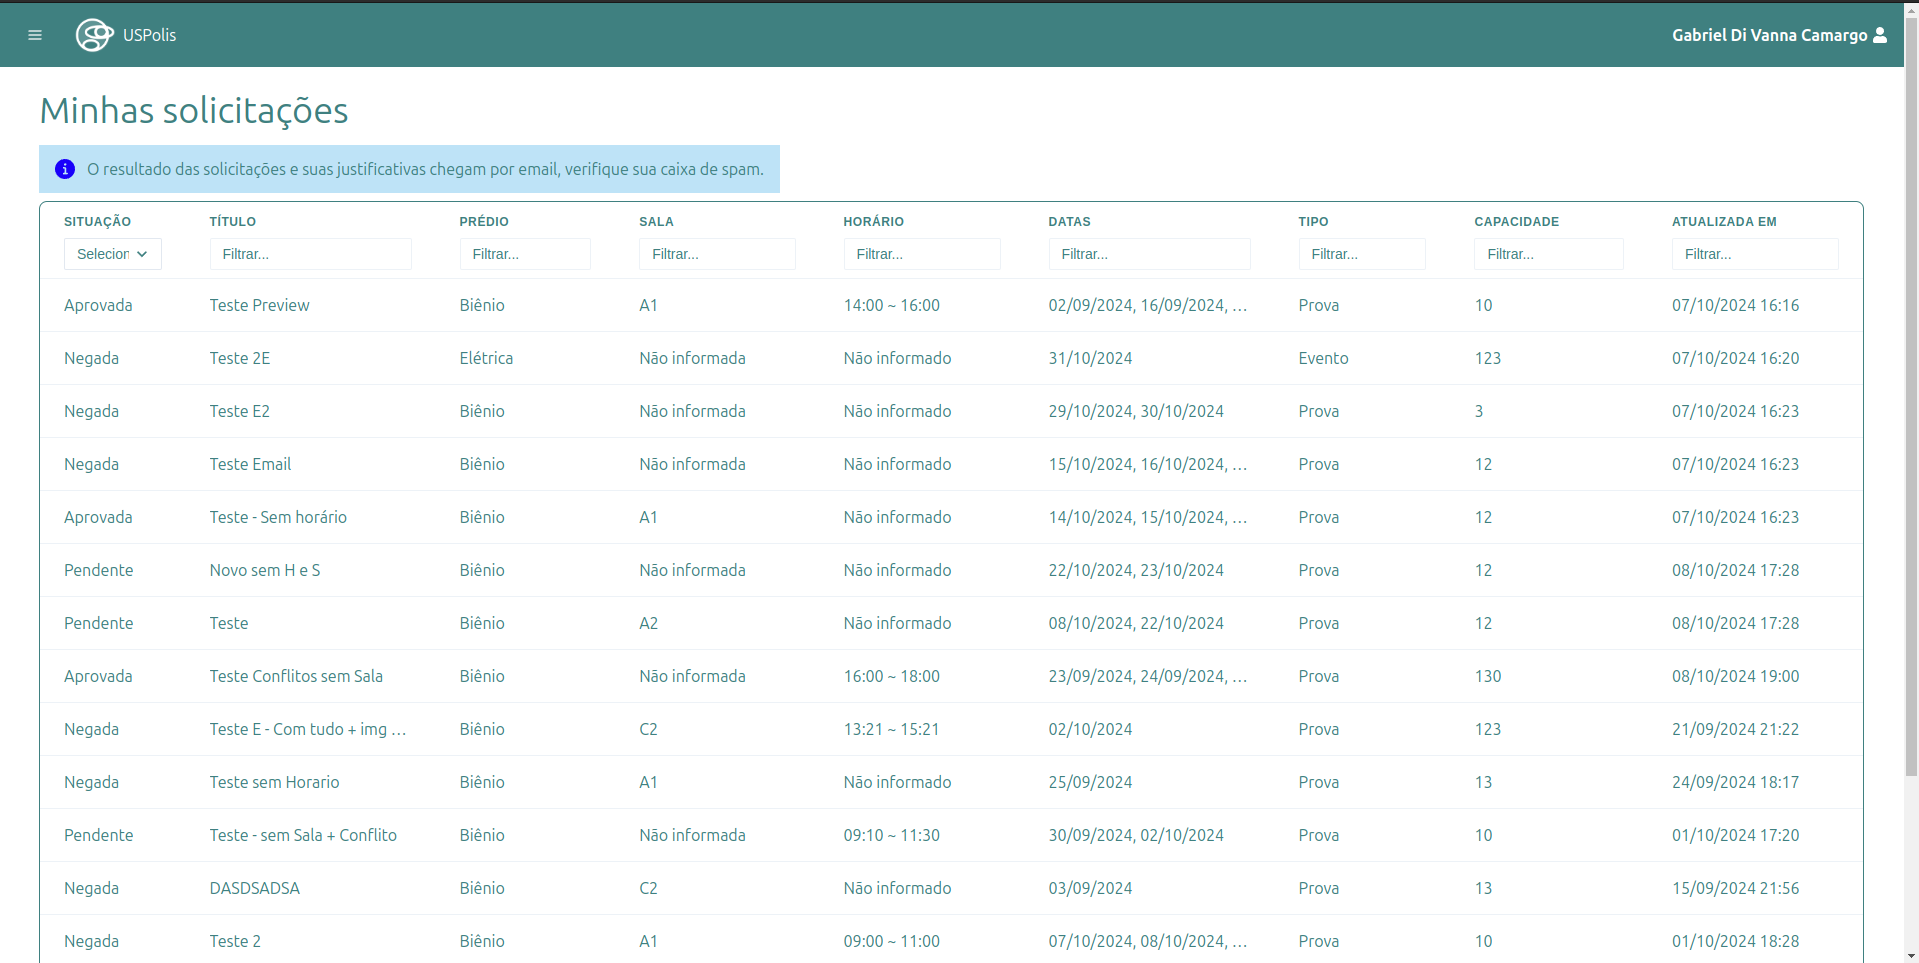 USPolis
Gabriel Di Vanna Camargo
Minhas solicitações
O resultado das solicitações e suas justificativas chegam por email, verifique sua caixa de spam.
SITUAÇÃO TÍTULO PRÉDIO SALA HORÁRIO DATAS TIPO CAPACIDADE ATUALIZADA EM
Selecion Filtrar... Filtrar... Filtrar... Filtrar... Filtrar... Filtrar... Filtrar... Filtrar...
Aprovada Teste Preview Biênio A1 14:00 ~ 16:00 02/09/2024, 16/09/2024, ... Prova 10 07/10/2024 16:16
Negada Teste 2E Elétrica Não informada Não informado 31/10/2024 Evento 123 07/10/2024 16:20
Negada Teste E2 Biênio Não informada Não informado 29/10/2024, 30/10/2024 Prova 3 07/10/2024 16:23
Negada Teste Email Biênio Não informada Não informado 15/10/2024, 16/10/2024, ... Prova 12 07/10/2024 16:23
Aprovada Teste - Sem horário Biênio A1 Não informado 14/10/2024, 15/10/2024, ... Prova 12 07/10/2024 16:23
Pendente Novo sem H e S Biênio Não informada Não informado 22/10/2024, 23/10/2024 Prova 12 08/10/2024 17:28
Pendente Teste Biênio A2 Não informado 08/10/2024, 22/10/2024 Prova 12 08/10/2024 17:28
Aprovada Teste Conflitos sem Sala Biênio Não informada 16:00 ~ 18:00 23/09/2024, 24/09/2024, ... Prova 130 08/10/2024 19:00
Negada Teste E - Com tudo + img ... Biênio C2 13:21 ~ 15:21 02/10/2024 Prova 123 21/09/2024 21:22
Negada Teste sem Horario Biênio A1 Não informado 25/09/2024 Prova 13 24/09/2024 18:17
Pendente Teste - sem Sala + Conflito Biênio Não informada 09:10 ~ 11:30 30/09/2024, 02/10/2024 Prova 10 01/10/2024 17:20
Negada DASDSADSA Biênio C2 Não informado 03/09/2024 Prova 13 15/09/2024 21:56
Negada Teste 2 Biênio A1 09:00 ~ 11:00 07/10/2024, 08/10/2024, ... Prova 10 01/10/2024 18:28